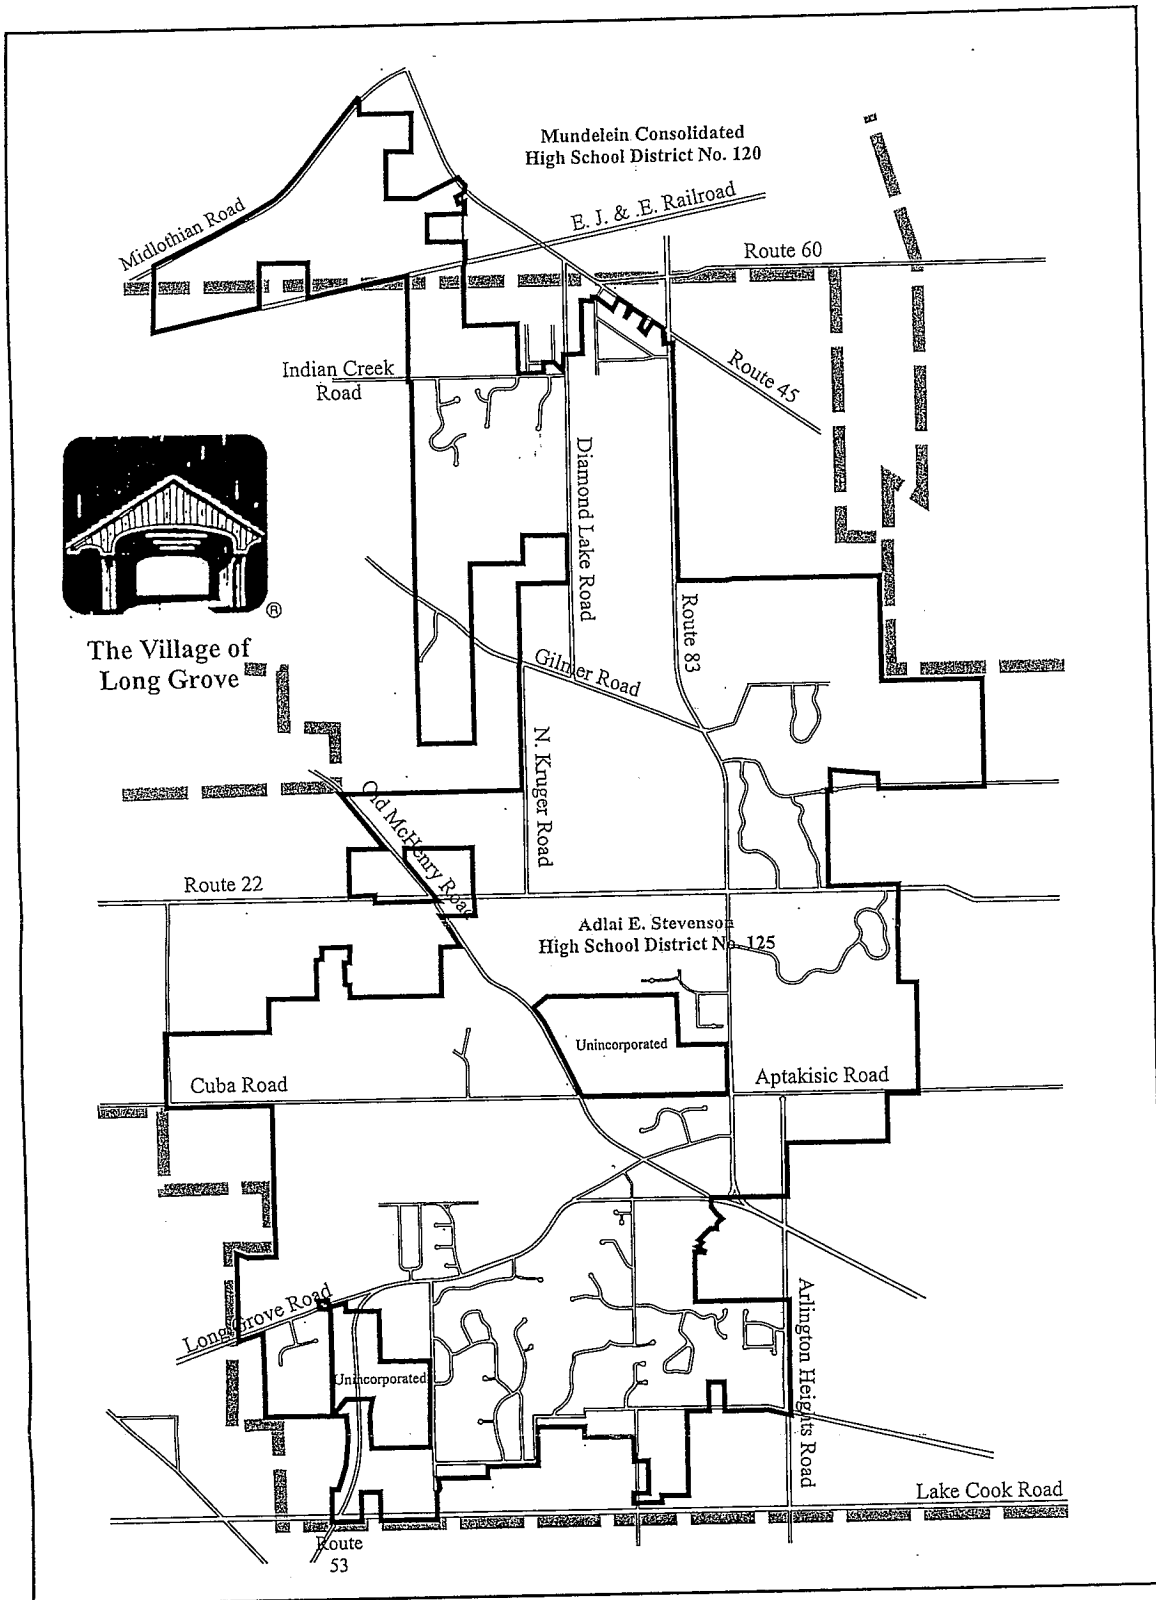 Mundelein Consolidated
High School District No. 120
Midlothian Road
E. J. & .E. Railroad
Route 60
Indian Creek
Road
Route 45
Diamond Lake Road
®
The Village of
Long Grove
Route 83
Gilmer Road
N. Kruger Road
Old McHenry Road
Route 22
Adlai E. Stevenson
High School District No. 125
Unincorporated
Cuba Road
Aptakisic Road
Long Grove Road
Unincorporated
Arlington Heights Road
Lake Cook Road
Route
53